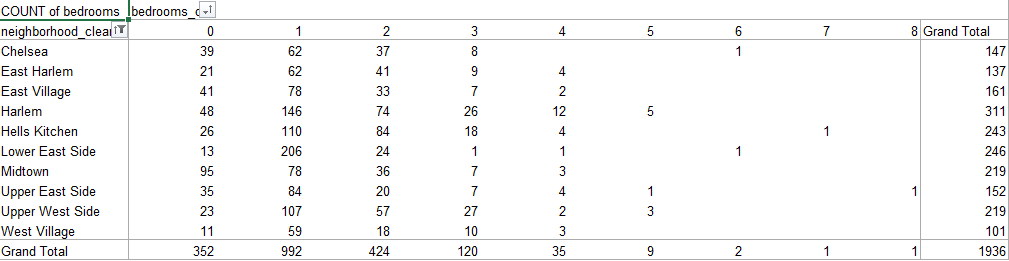 COUNT of bedrooms bedrooms_c
neighborhood_clea 0 1 2 3 4 5 6 7 8 Grand Total
Chelsea 39 62 37 8 1 147
East Harlem 21 62 41 9 4 137
East Village 41 78 33 7 2 161
Harlem 48 146 74 26 12 5 311
Hells Kitchen 26 110 84 18 4 1 243
Lower East Side 13 206 24 1 1 1 246
Midtown 95 78 36 7 3 219
Upper East Side 35 84 20 7 4 1 1 152
Upper West Side 23 107 57 27 2 3 219
West Village 11 59 18 10 3 101
Grand Total 352 992 424 120 35 9 2 1 1 1936